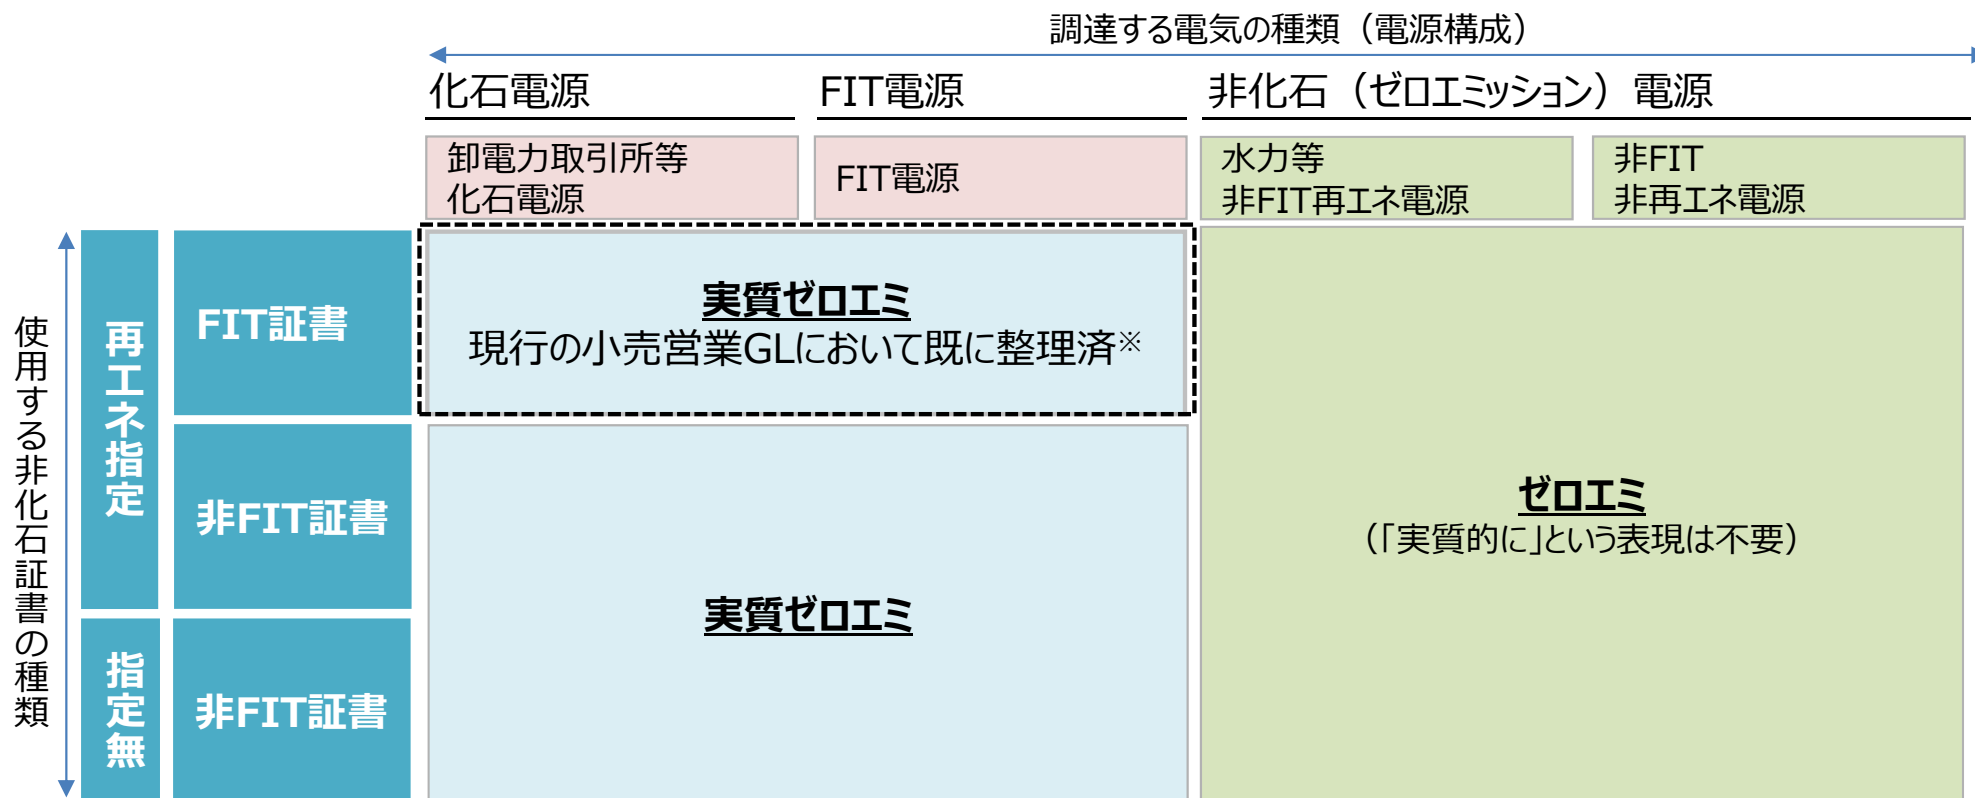 調達する電気の種類（電源構成）
化石電源
FIT電源
非化石（ゼロエミッション）電源
卸電力取引所等
化石電源
FIT電源
水力等
非FIT再エネ電源
非FIT
非再エネ電源
使用する非化石証書の種類
再エネ指定
FIT証書
実質ゼロエミ
現行の小売営業GLにおいて既に整理済※
非FIT証書
ゼロエミ
（「実質的に」という表現は不要）
実質ゼロエミ
指定無
非FIT証書